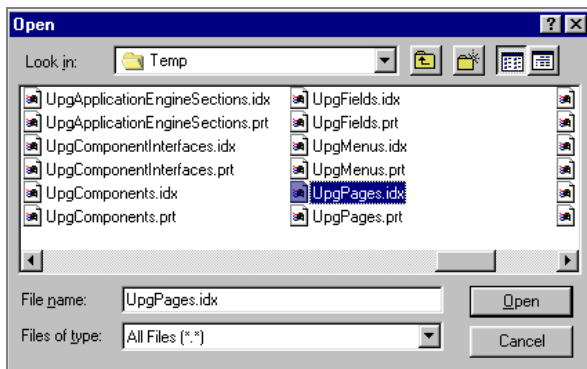 Open
Look in: Temp
UpgApplicationEngineSections.idx
UpgApplicationEngineSections.prt
UpgComponentInterfaces.idx
UpgComponentInterfaces.prt
UpgComponents.idx
UpgComponents.prt
UpgFields.idx
UpgFields.prt
UpgMenus.idx
UpgMenus.prt
UpgPages.idx
UpgPages.prt
File name: UpgPages.idx Open
Files of type: All Files (*.*) Cancel